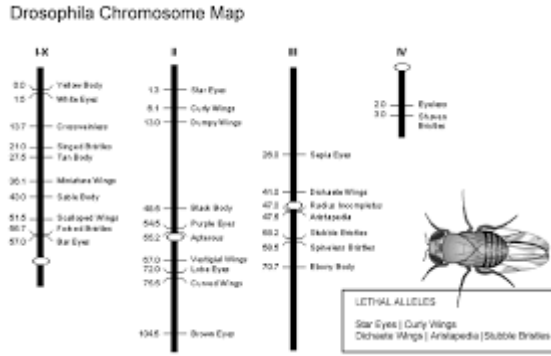 Drosophila Chromosome Map
I-X
0.0 Yellow Body
1.5 White Eyes
13.7 Crossveinless
21.0 Singed Bristles
27.5 Tan Body
36.1 Miniature Wings
43.0 Sable Body
51.5 Scalloped Wings
56.7 Forked Bristles
57.0 Bar Eyes
II
1.3 Star Eyes
6.1 Curly Wings
13.0 Dumpy Wings
48.5 Black Body
54.5 Purple Eyes
55.2 Apterous
67.0 Vestigial Wings
72.0 Lobe Eyes
75.5 Curved Wings
104.5 Brown Eyes
III
26.0 Sepia Eyes
41.0 Dichaete Wings
47.0 Radius Incompletus
47.5 Aristapedia
58.2 Stubble Bristles
58.5 Spineless Bristles
70.7 Ebony Body
IV
2.0 Eyeless
3.0 Shaven
Bristles
LETHAL ALLELES
Star Eyes | Curly Wings
Dichaete Wings | Aristapedia | Stubble Bristles